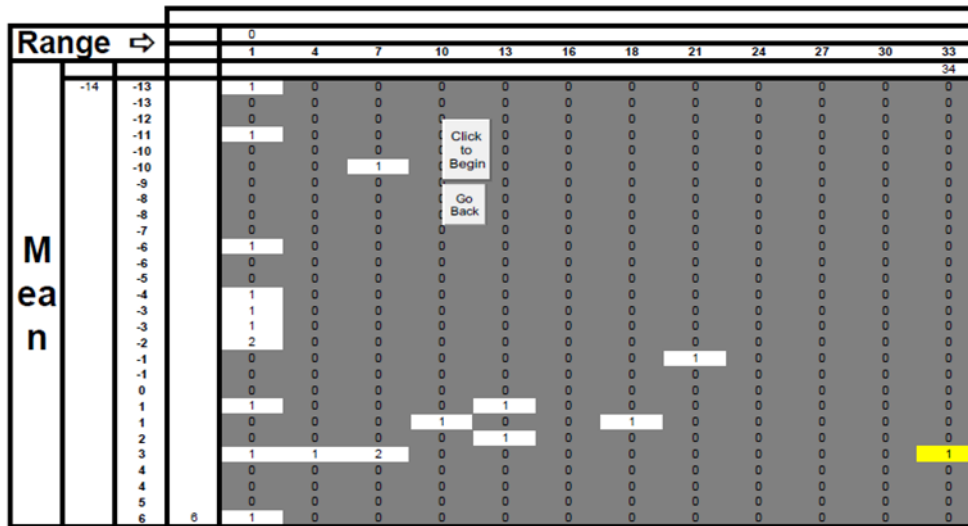 Range ⇨ 0
1 4 7 10 13 16 18 21 24 27 30 33
34
Mean
-14 -13 1 0 0 0 0 0 0 0 0 0 0 0
-13 0 0 0 0 0 0 0 0 0 0 0 0
-12 0 0 0 0 0 0 0 0 0 0 0 0
-11 1 0 0 0 0 0 0 0 0 0 0 0
-10 0 0 0 0 0 0 0 0 0 0 0 0
-10 0 0 1 0 0 0 0 0 0 0 0 0
-9 0 0 0 0 0 0 0 0 0 0 0 0
-8 0 0 0 0 0 0 0 0 0 0 0 0
-8 0 0 0 0 0 0 0 0 0 0 0 0
-7 0 0 0 0 0 0 0 0 0 0 0 0
-6 1 0 0 0 0 0 0 0 0 0 0 0
-6 0 0 0 0 0 0 0 0 0 0 0 0
-5 0 0 0 0 0 0 0 0 0 0 0 0
-4 1 0 0 0 0 0 0 0 0 0 0 0
-3 1 0 0 0 0 0 0 0 0 0 0 0
-3 1 0 0 0 0 0 0 0 0 0 0 0
-2 2 0 0 0 0 0 0 0 0 0 0 0
-1 0 0 0 0 0 0 0 1 0 0 0 0
-1 0 0 0 0 0 0 0 0 0 0 0 0
0 0 0 0 0 0 0 0 0 0 0 0 0
1 1 0 0 0 1 0 0 0 0 0 0 0
1 0 0 0 1 0 0 1 0 0 0 0 0
2 0 0 0 0 1 0 0 0 0 0 0 0
3 1 1 2 0 0 0 0 0 0 0 0 1
4 0 0 0 0 0 0 0 0 0 0 0 0
4 0 0 0 0 0 0 0 0 0 0 0 0
5 0 0 0 0 0 0 0 0 0 0 0 0
6 6 1 0 0 0 0 0 0 0 0 0 0 0
Click
to
Begin
Go
Back